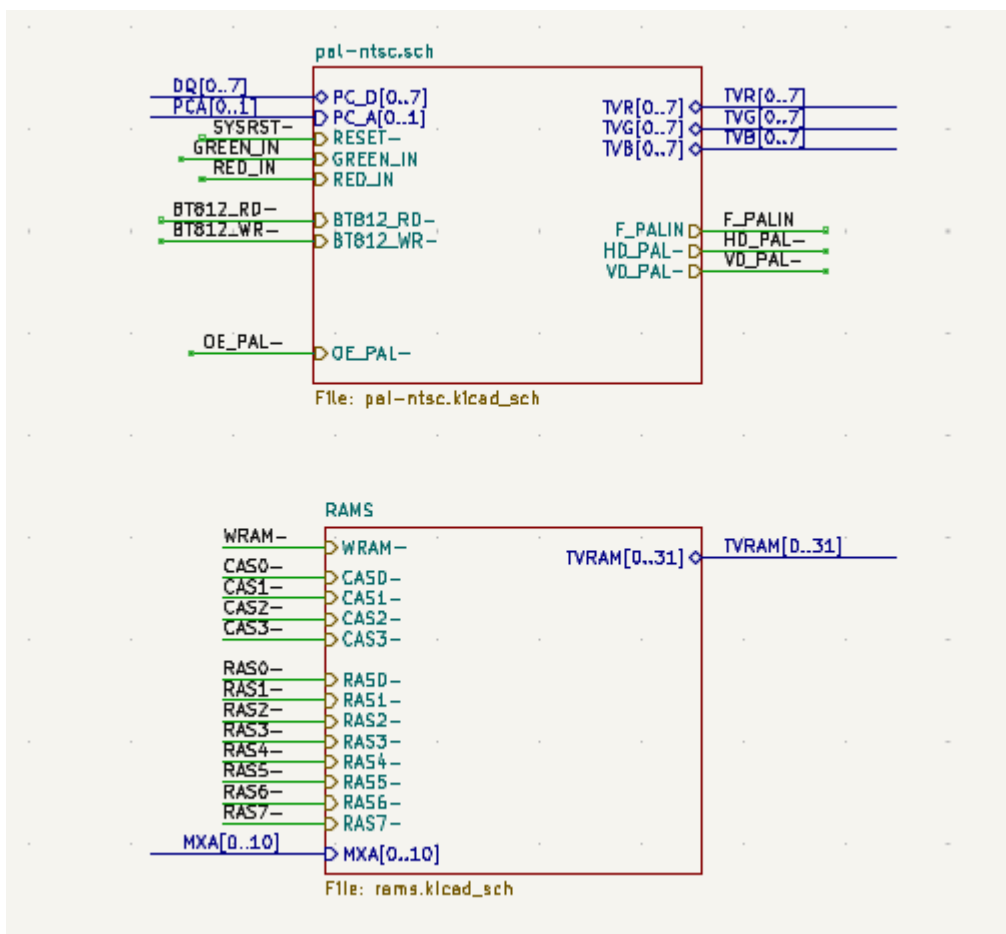 pal-ntsc.sch
DQ[0..7]
PC_D[0..7]
TVR[0..7]
TVR[0..7]
PCA[0..1]
PC_A[0..1]
TVG[0..7]
TVG[0..7]
SYSRST-
RESET-
TVB[0..7]
TVB[0..7]
GREEN_IN
GREEN_IN
RED_IN
RED_IN
BT812_RD-
BT812_RD-
F_PALIN
F_PALIN
BT812_WR-
BT812_WR-
HD_PAL-
HD_PAL-
VD_PAL-
VD_PAL-
OE_PAL-
OE_PAL-
File: pal-ntsc.kicad_sch
RAMS
WRAM-
WRAM-
TVRAM[0..31]
TVRAM[0..31]
CAS0-
CAS0-
CAS1-
CAS1-
CAS2-
CAS2-
CAS3-
CAS3-
RAS0-
RAS0-
RAS1-
RAS1-
RAS2-
RAS2-
RAS3-
RAS3-
RAS4-
RAS4-
RAS5-
RAS5-
RAS6-
RAS6-
RAS7-
RAS7-
MXA[0..10]
MXA[0..10]
File: rams.kicad_sch